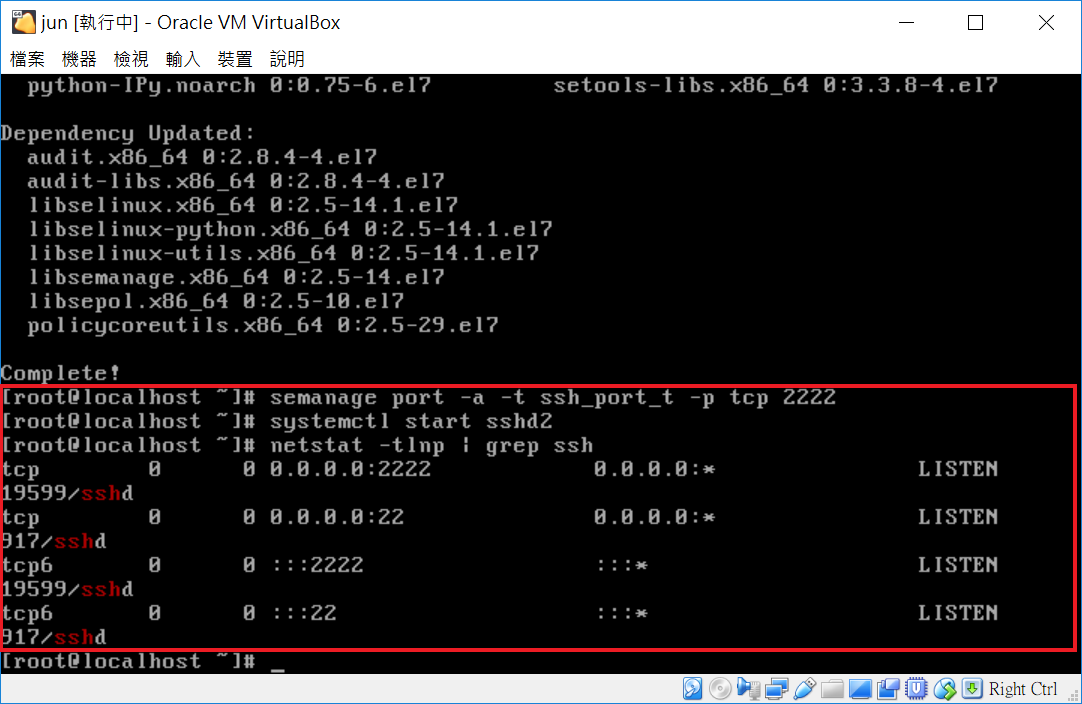 jun [執行中] - Oracle VM VirtualBox
檔案 機器 檢視 輸入 裝置 說明
python-IPy.noarch 0:0.75-6.el7 setools-libs.x86_64 0:3.3.8-4.el7
Dependency Updated:
audit.x86_64 0:2.8.4-4.el7
audit-libs.x86_64 0:2.8.4-4.el7
libselinux.x86_64 0:2.5-14.1.el7
libselinux-python.x86_64 0:2.5-14.1.el7
libselinux-utils.x86_64 0:2.5-14.1.el7
libsemanage.x86_64 0:2.5-14.el7
libsepol.x86_64 0:2.5-10.el7
policycoreutils.x86_64 0:2.5-29.el7
Complete!
[root@localhost ~]# semanage port -a -t ssh_port_t -p tcp 2222
[root@localhost ~]# systemctl start sshd2
[root@localhost ~]# netstat -tlnp | grep ssh
tcp 0 0 0.0.0.0:2222 0.0.0.0:* LISTEN
19599/sshd
tcp 0 0 0.0.0.0:22 0.0.0.0:* LISTEN
917/sshd
tcp6 0 0 :::2222 :::* LISTEN
19599/sshd
tcp6 0 0 :::22 :::* LISTEN
917/sshd
[root@localhost ~]# _
Right Ctrl